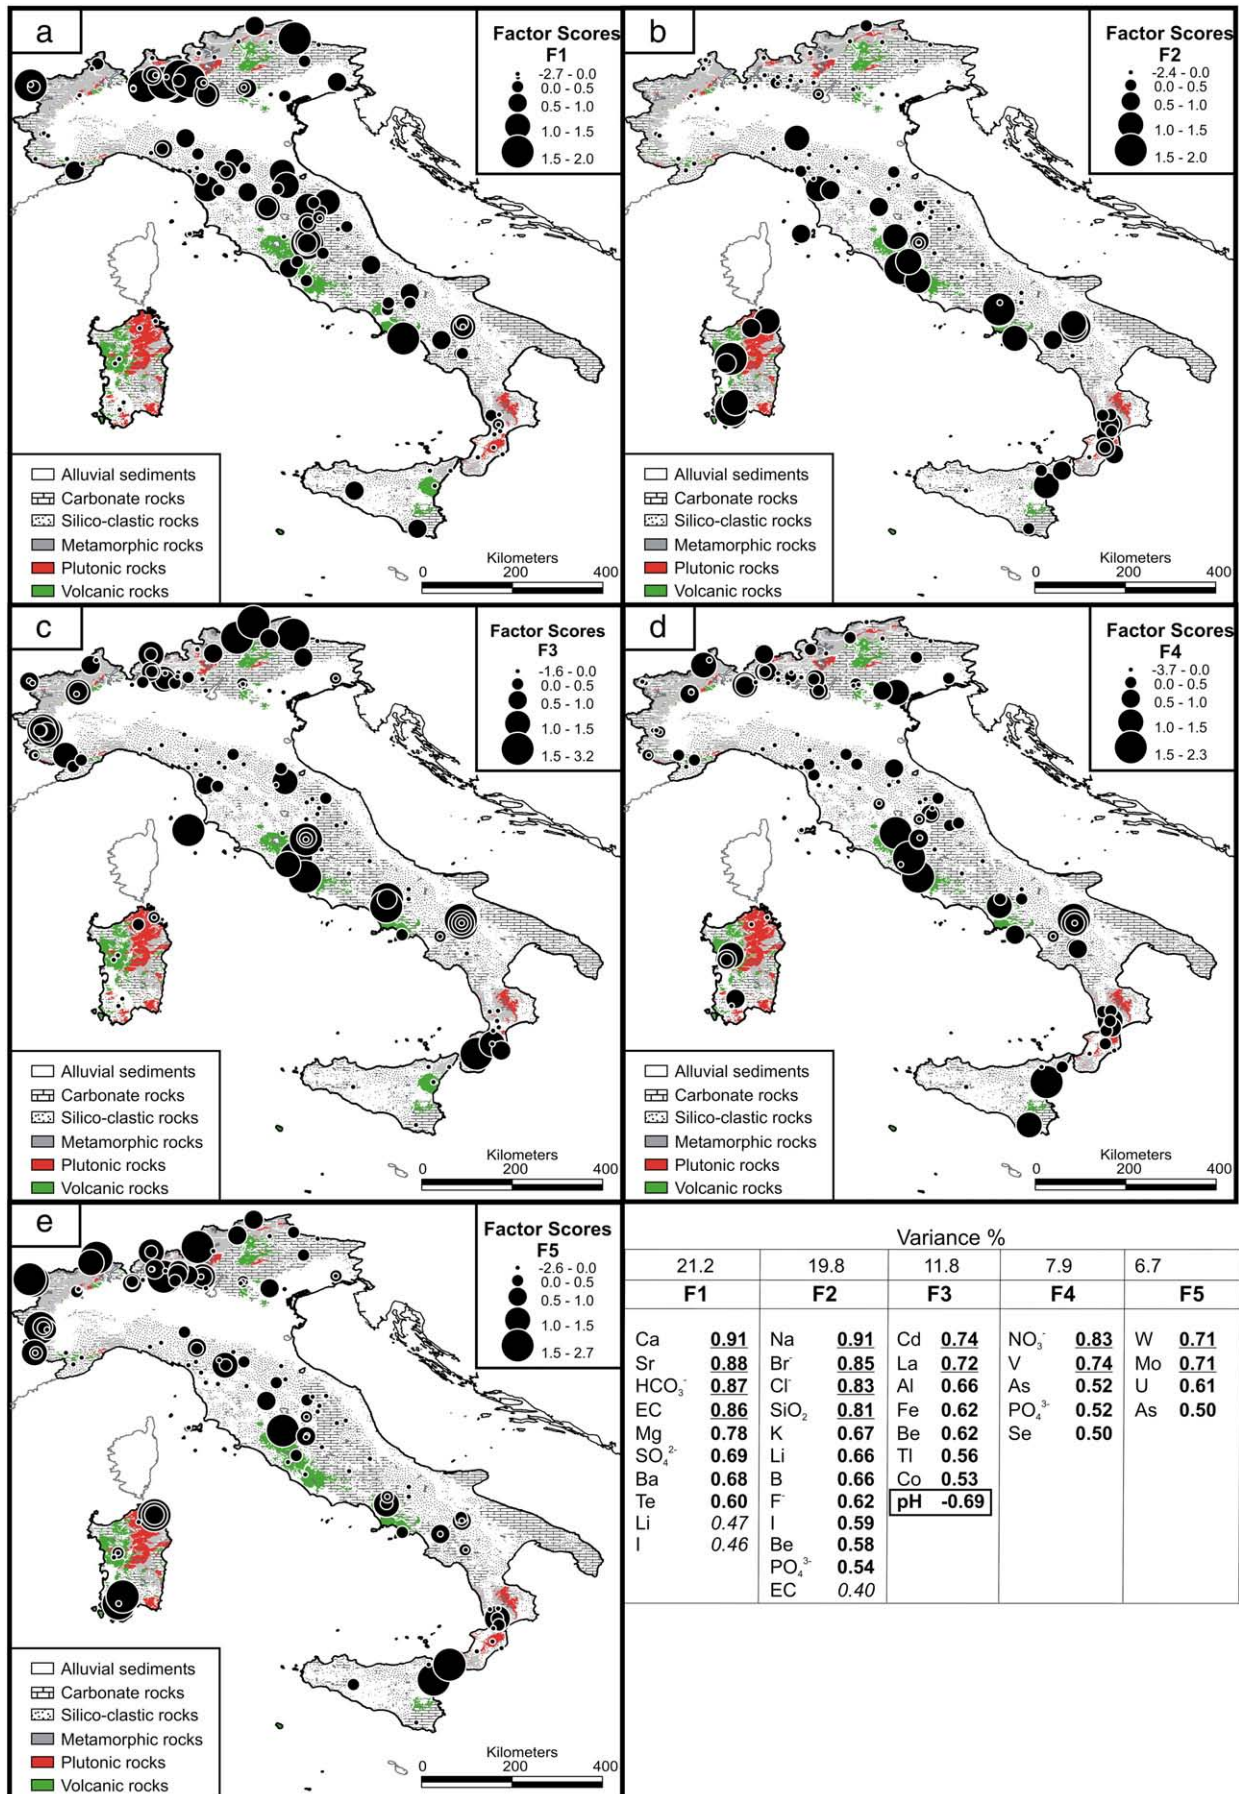 a
Factor Scores
F1
-2.7 - 0.0
0.0 - 0.5
0.5 - 1.0
1.0 - 1.5
1.5 - 2.0
Alluvial sediments
Carbonate rocks
Silico-clastic rocks
Metamorphic rocks
Plutonic rocks
Volcanic rocks
Kilometers
0 200 400
b
Factor Scores
F2
-2.4 - 0.0
0.0 - 0.5
0.5 - 1.0
1.0 - 1.5
1.5 - 2.0
Alluvial sediments
Carbonate rocks
Silico-clastic rocks
Metamorphic rocks
Plutonic rocks
Volcanic rocks
Kilometers
0 200 400
c
Factor Scores
F3
-1.6 - 0.0
0.0 - 0.5
0.5 - 1.0
1.0 - 1.5
1.5 - 3.2
Alluvial sediments
Carbonate rocks
Silico-clastic rocks
Metamorphic rocks
Plutonic rocks
Volcanic rocks
Kilometers
0 200 400
d
Factor Scores
F4
-3.7 - 0.0
0.0 - 0.5
0.5 - 1.0
1.0 - 1.5
1.5 - 2.3
Alluvial sediments
Carbonate rocks
Silico-clastic rocks
Metamorphic rocks
Plutonic rocks
Volcanic rocks
Kilometers
0 200 400
e
Factor Scores
F5
-2.6 - 0.0
0.0 - 0.5
0.5 - 1.0
1.0 - 1.5
1.5 - 2.7
Alluvial sediments
Carbonate rocks
Silico-clastic rocks
Metamorphic rocks
Plutonic rocks
Volcanic rocks
Kilometers
0 200 400
Variance %
21.2 19.8 11.8 7.9 6.7
F1 F2 F3 F4 F5
Ca 0.91 Na 0.91 Cd 0.74 NO₃⁻ 0.83 W 0.71
Sr 0.88 Br⁻ 0.85 La 0.72 V 0.74 Mo 0.71
HCO₃⁻ 0.87 Cl⁻ 0.83 Al 0.66 As 0.52 U 0.61
EC 0.86 SiO₂ 0.81 Fe 0.62 PO₄³⁻ 0.52 As 0.50
Mg 0.78 K 0.67 Be 0.62 Se 0.50
SO₄²⁻ 0.69 Li 0.66 Tl 0.56
Ba 0.68 B 0.66 Co 0.53
Te 0.60 F⁻ 0.62 pH -0.69
Li 0.47 I 0.59
I 0.46 Be 0.58
PO₄³⁻ 0.54
EC 0.40